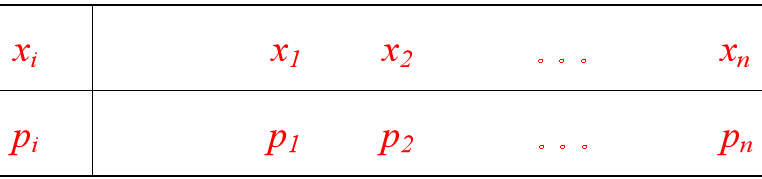 xᵢ x₁ x₂ ... xₙ
pᵢ p₁ p₂ ... pₙ